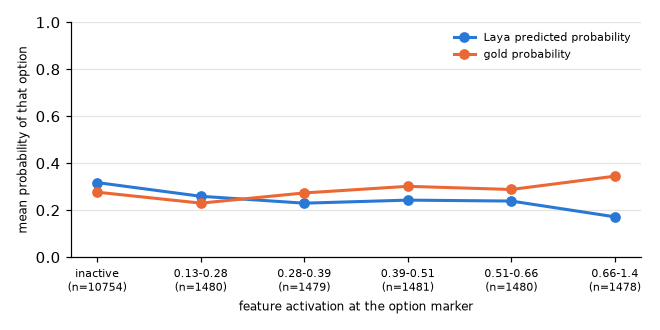 1.0
0.8
0.6
0.4
0.2
0.0
mean probability of that option
Laya predicted probability
gold probability
inactive
(n=10754)
0.13-0.28
(n=1480)
0.28-0.39
(n=1479)
0.39-0.51
(n=1481)
0.51-0.66
(n=1480)
0.66-1.4
(n=1478)
feature activation at the option marker